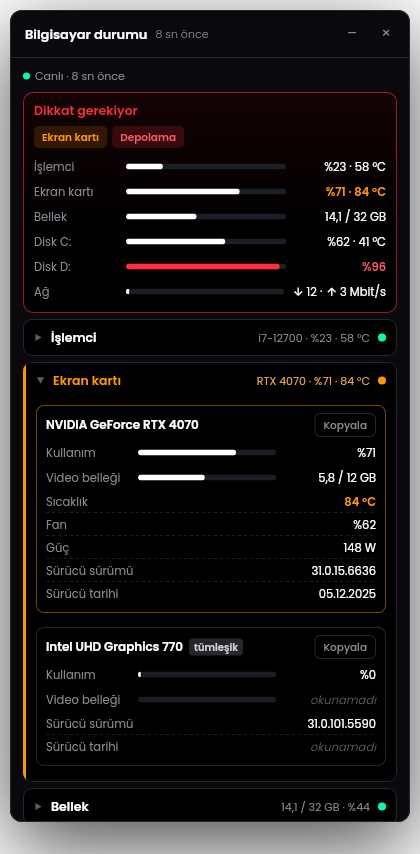 Bilgisayar durumu 8 sn önce
Canlı · 8 sn önce
Dikkat gerekiyor
Ekran kartı Depolama
İşlemci %23 · 58 °C
Ekran kartı %71 · 84 °C
Bellek 14,1 / 32 GB
Disk C: %62 · 41 °C
Disk D: %96
Ağ ↓ 12 · ↑ 3 Mbit/s
İşlemci i7-12700 · %23 · 58 °C
Ekran kartı RTX 4070 · %71 · 84 °C
NVIDIA GeForce RTX 4070 Kopyala
Kullanım %71
Video belleği 5,8 / 12 GB
Sıcaklık 84 °C
Fan %62
Güç 148 W
Sürücü sürümü 31.0.15.6636
Sürücü tarihi 05.12.2025
Intel UHD Graphics 770 tümleşik Kopyala
Kullanım %0
Video belleği okunamadı
Sürücü sürümü 31.0.101.5590
Sürücü tarihi okunamadı
Bellek 14,1 / 32 GB · %44